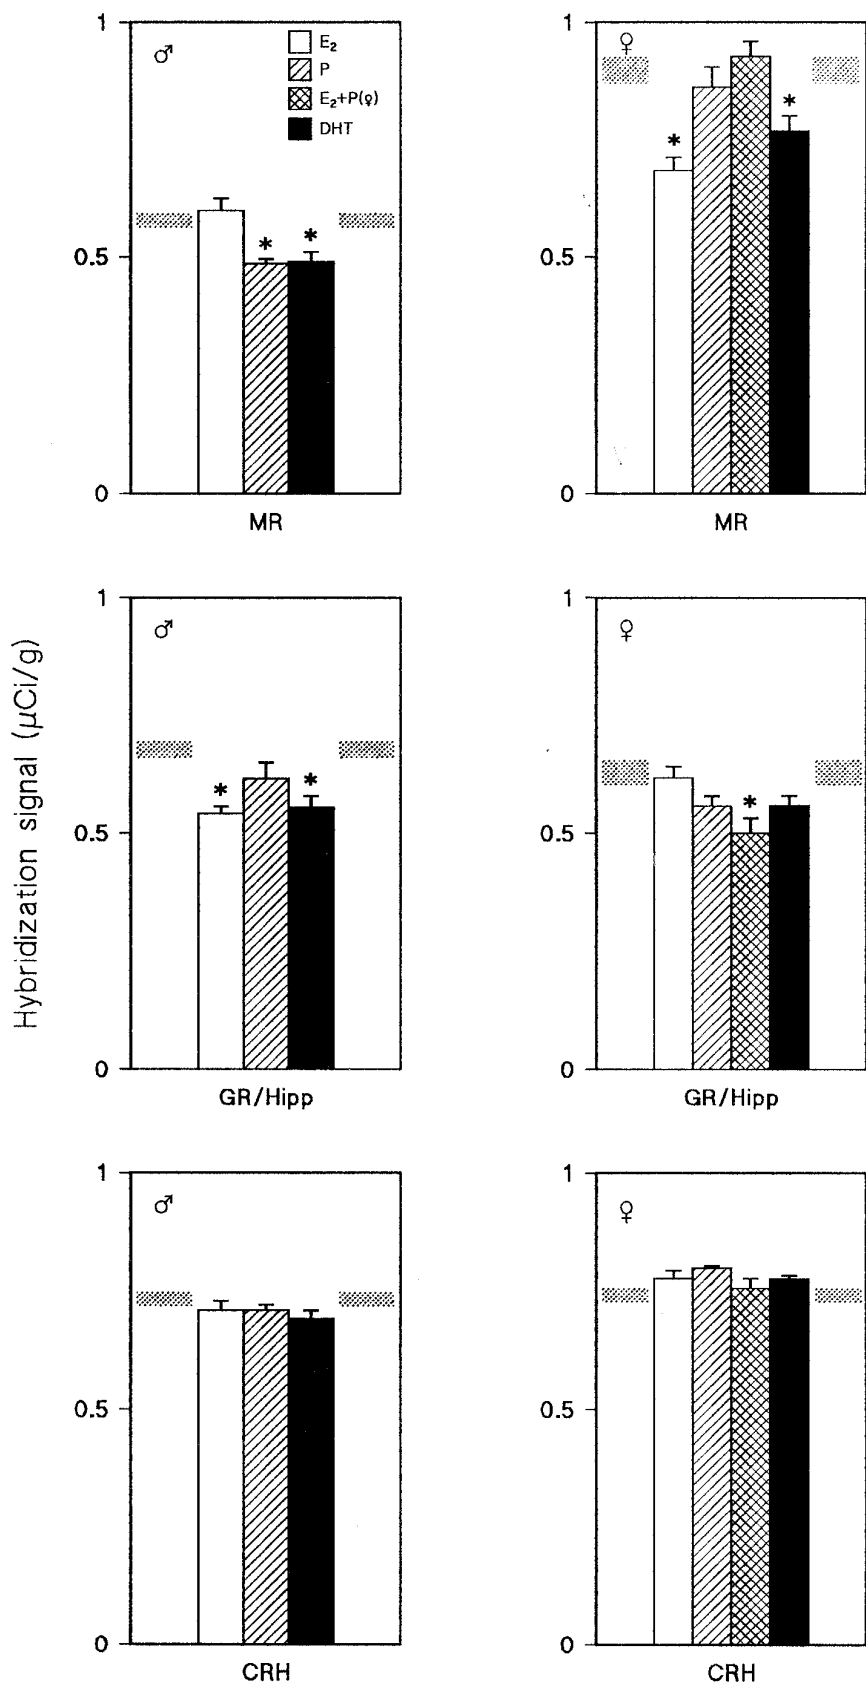 Hybridization signal (μCi/g)
1
0.5
0
♂
E₂
P
E₂+P(♀)
DHT
*
*
MR
1
0.5
0
♀
*
*
MR
1
0.5
0
♂
*
*
GR/Hipp
1
0.5
0
♀
*
GR/Hipp
1
0.5
0
♂
CRH
1
0.5
0
♀
CRH